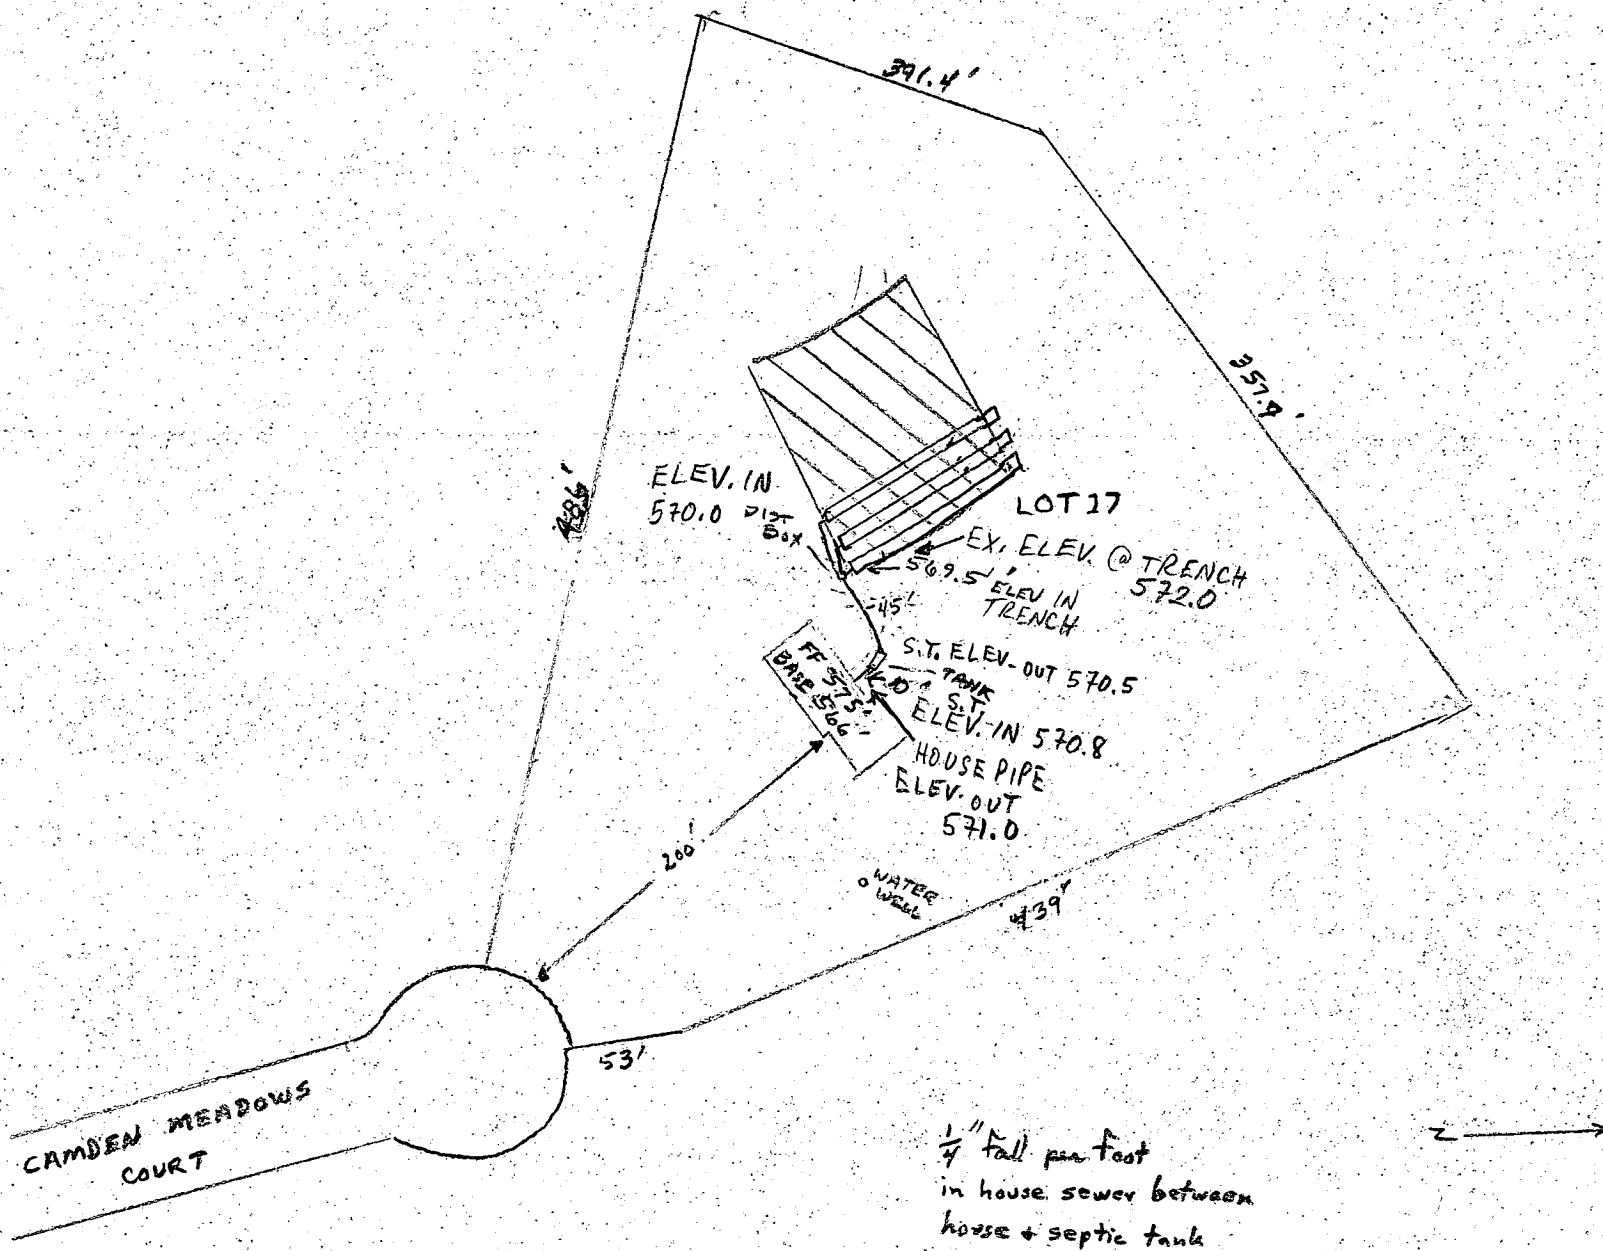 391.4'
357.9'
486'
ELEV. IN
570.0 DIST
BOX
LOT 17
EX. ELEV. @ TRENCH
572.0
569.5' ELEV IN
TRENCH
45'
S.T. ELEV. OUT 570.5
TANK
10'
S.T.
ELEV. IN 570.8
FF 575'
BASE 566'
HOUSE PIPE
ELEV. OUT
571.0
200'
WATER
WELL
439'
53'
CAMDEN MEADOWS
COURT
1/4" fall per foot
in house sewer between
house + septic tank
Z